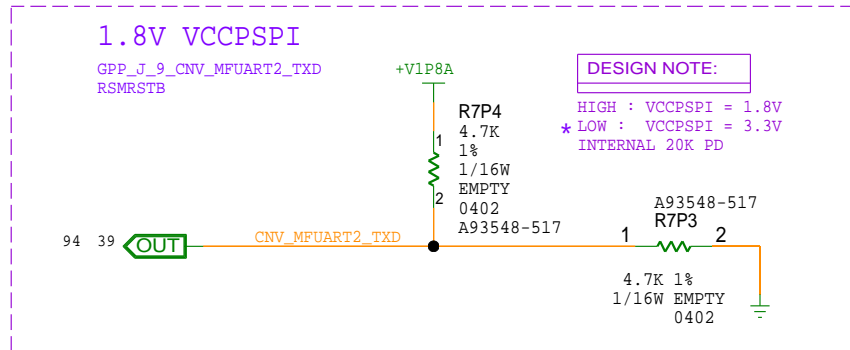 1.8V VCCPSPI
GPP_J_9_CNV_MFUART2_TXD
RSMRSTB
+V1P8A
DESIGN NOTE:
HIGH : VCCPSPI = 1.8V
* LOW : VCCPSPI = 3.3V
INTERNAL 20K PD
R7P4
4.7K
1%
1/16W
EMPTY
0402
A93548-517
1
2
94 39 OUT
CNV_MFUART2_TXD
A93548-517
R7P3
1 2
4.7K 1%
1/16W EMPTY
0402